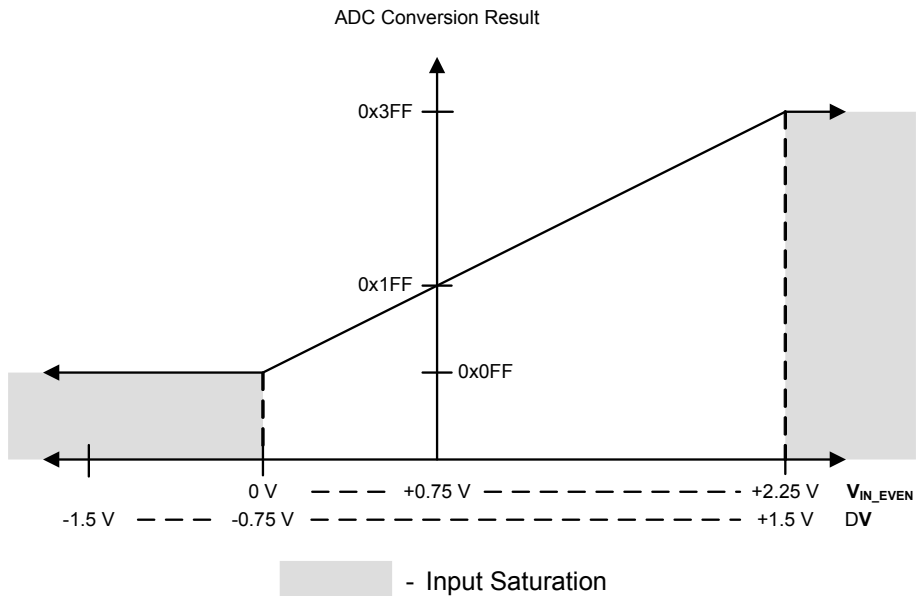 ADC Conversion Result
0x3FF
0x1FF
0x0FF
0 V +0.75 V +2.25 V VIN_EVEN
-1.5 V -0.75 V +1.5 V DV
- Input Saturation